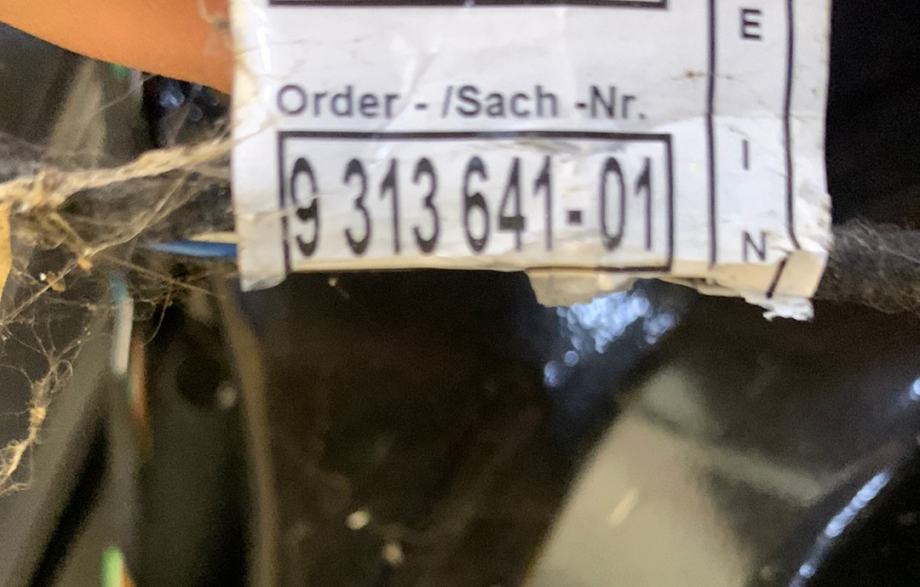 Order - /Sach -Nr.
9 313 641-01
E
I
N